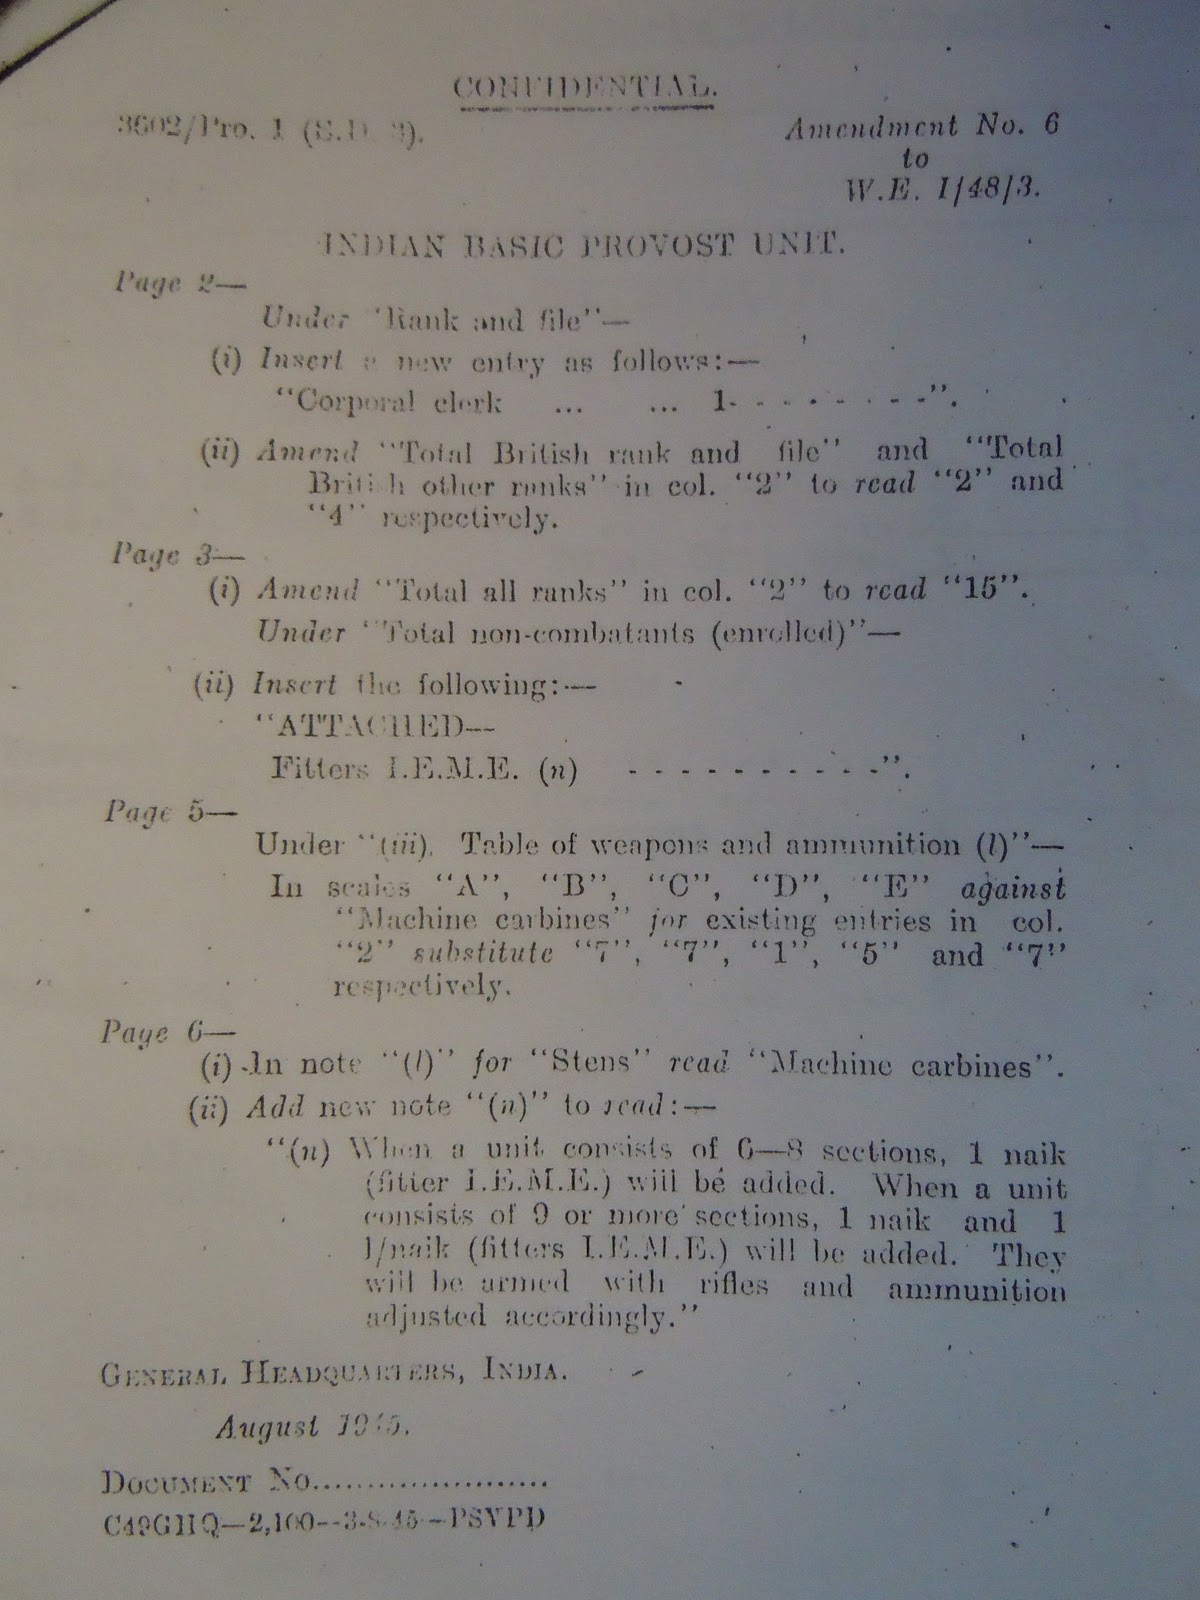 CONFIDENTIAL.
3602/Pro. 1 (S.D. 3).
Amendment No. 6
to
W.E. I/48/3.
INDIAN BASIC PROVOST UNIT.
Page 2—
Under "Rank and file"—
(i) Insert a new entry as follows:—
"Corporal clerk ... ... 1- - - - - - - - -".
(ii) Amend "Total British rank and file" and "Total
British other ranks" in col. "2" to read "2" and
"4" respectively.
Page 3—
(i) Amend "Total all ranks" in col. "2" to read "15".
Under "Total non-combatants (enrolled)"—
(ii) Insert the following:—
"ATTACHED—
Fitters I.E.M.E. (n) - - - - - - - - - - -".
Page 5—
Under "(iii). Table of weapons and ammunition (l)"—
In scales "A", "B", "C", "D", "E" against
"Machine carbines" for existing entries in col.
"2" substitute "7", "7", "1", "5" and "7"
respectively.
Page 6—
(i) In note "(l)" for "Stens" read "Machine carbines".
(ii) Add new note "(n)" to read:—
"(n) When a unit consists of 6—8 sections, 1 naik
(fitter I.E.M.E.) will be added. When a unit
consists of 9 or more sections, 1 naik and 1
l/naik (fitters I.E.M.E.) will be added. They
will be armed with rifles and ammunition
adjusted accordingly."
GENERAL HEADQUARTERS, INDIA.
August 1945.
DOCUMENT NO......................
C49GHQ—2,100—3-8-45—PSVPD